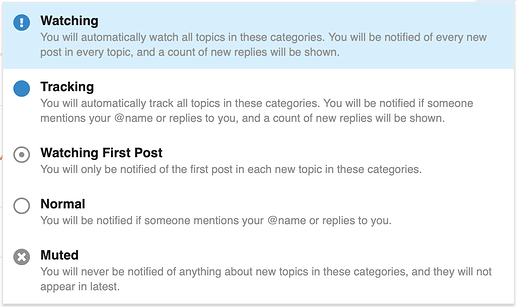 Watching
You will automatically watch all topics in these categories. You will be notified of every new
post in every topic, and a count of new replies will be shown.
Tracking
You will automatically track all topics in these categories. You will be notified if someone
mentions your @name or replies to you, and a count of new replies will be shown.
Watching First Post
You will only be notified of the first post in each new topic in these categories.
Normal
You will be notified if someone mentions your @name or replies to you.
Muted
You will never be notified of anything about new topics in these categories, and they will not
appear in latest.